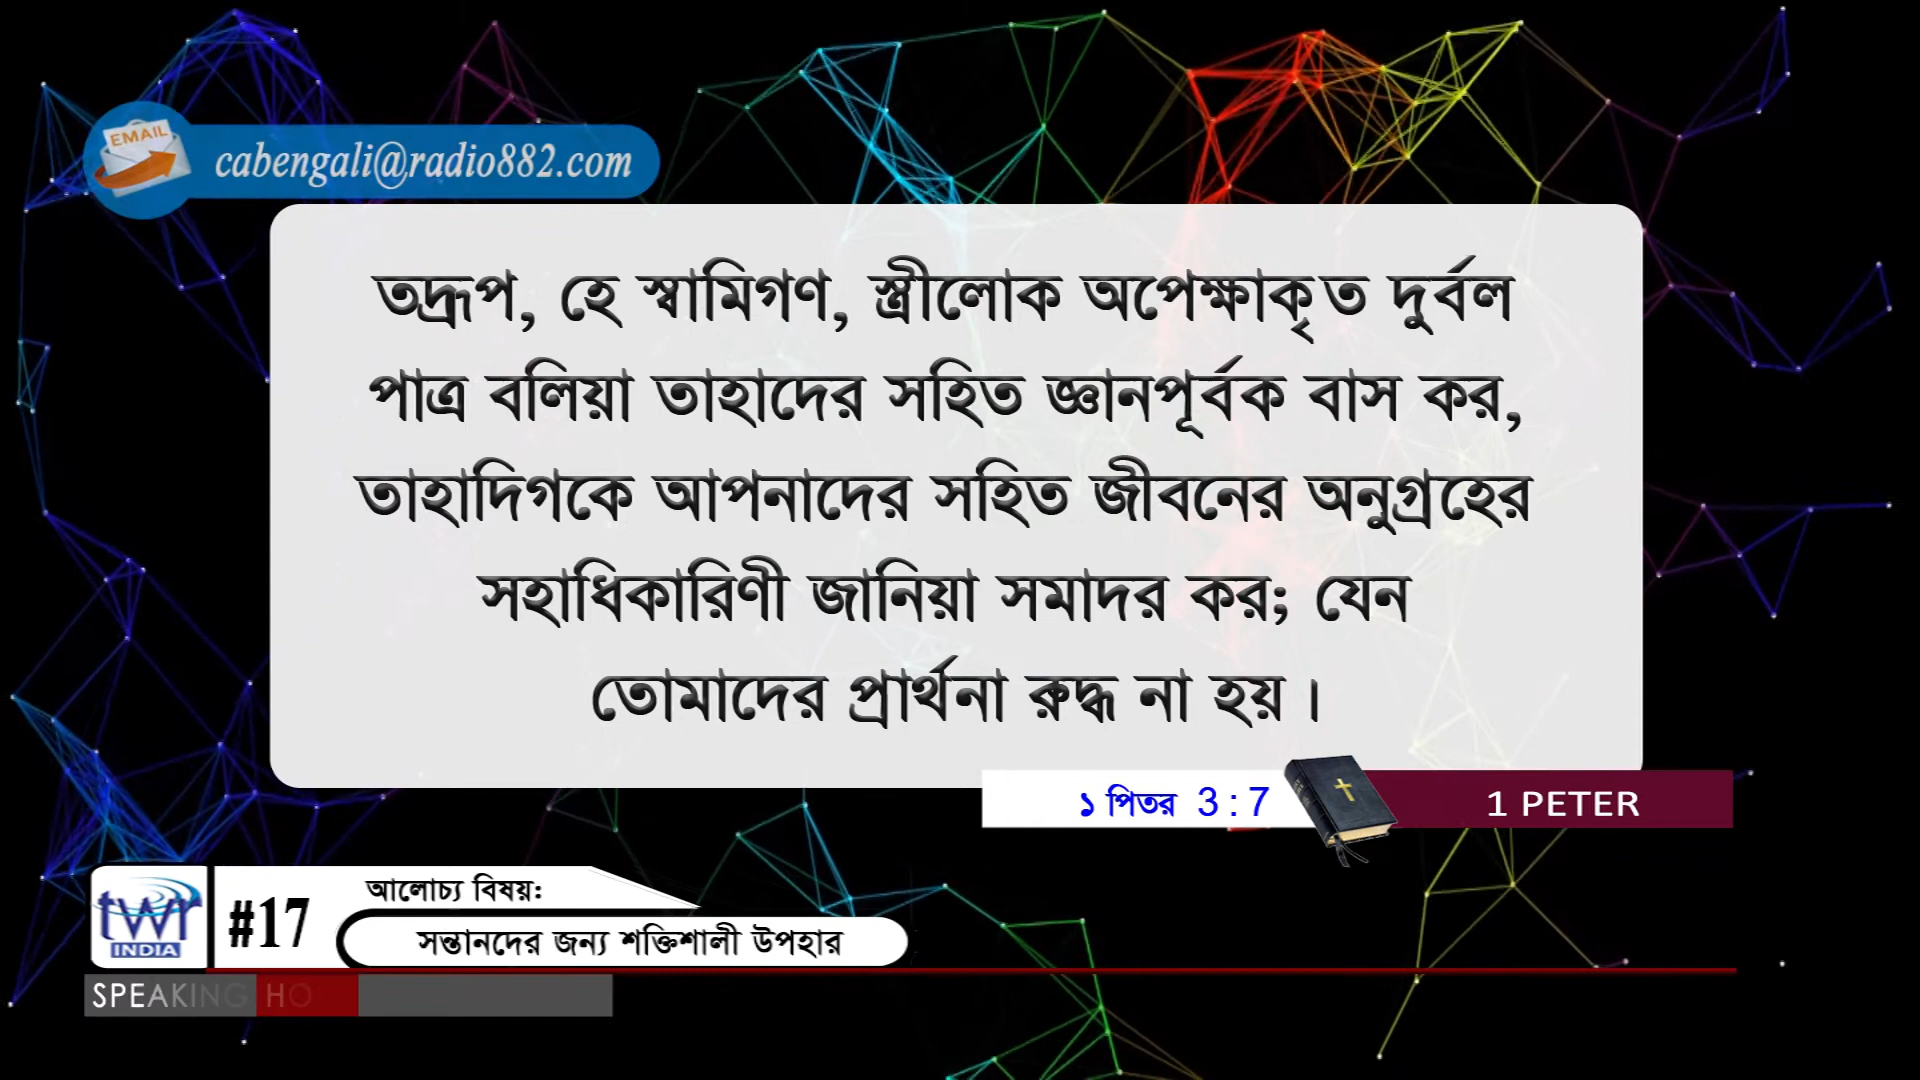 EMAIL
cabengali@radio882.com
তদ্রূপ, হে স্বামিগণ, স্ত্রীলোক অপেক্ষাকৃত দুর্বল
পাত্র বলিয়া তাহাদের সহিত জ্ঞানপূর্বক বাস কর,
তাহাদিগকে আপনাদের সহিত জীবনের অনুগ্রহের
সহাধিকারিণী জানিয়া সমাদর কর; যেন
তোমাদের প্রার্থনা রুদ্ধ না হয়।
১ পিতর 3 : 7
1 PETER
twr
INDIA
#17
আলোচ্য বিষয়:
সন্তানদের জন্য শক্তিশালী উপহার
SPEAKING HO